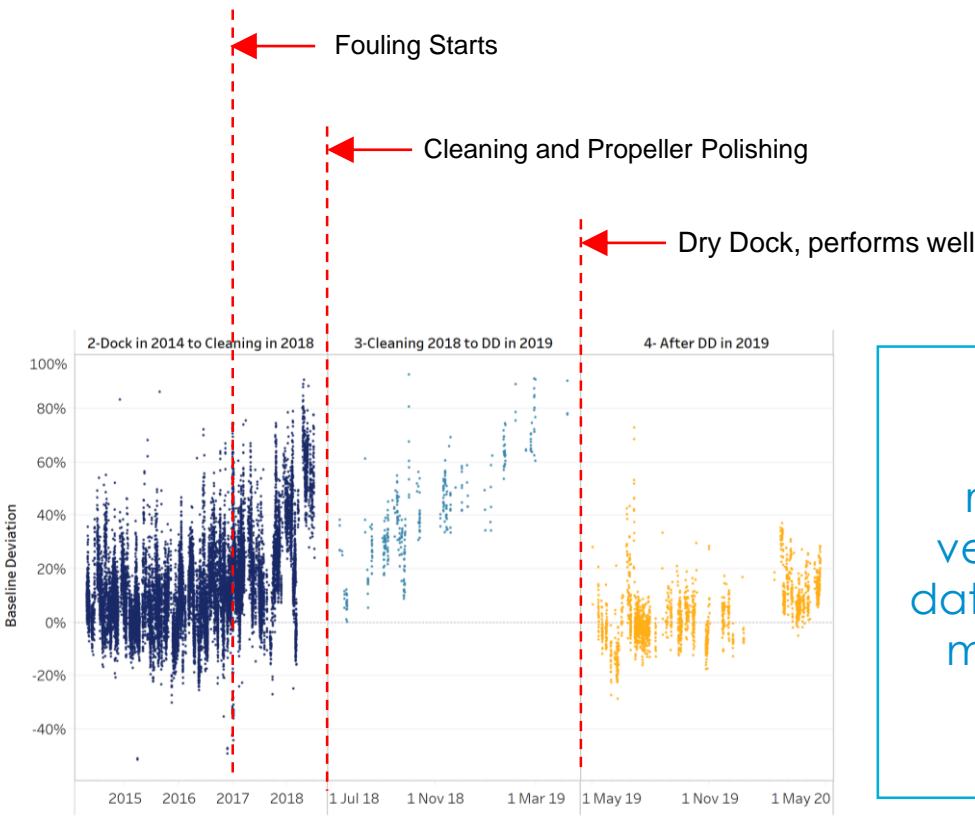 Fouling Starts
Cleaning and Propeller Polishing
Dry Dock, performs well
2-Dock in 2014 to Cleaning in 2018
3-Cleaning 2018 to DD in 2019
4- After DD in 2019
100%
80%
60%
40%
20%
0%
-20%
-40%
Baseline Deviation
2015 2016 2017 2018
1 Jul 18 1 Nov 18 1 Mar 19
1 May 19 1 Nov 19 1 May 20